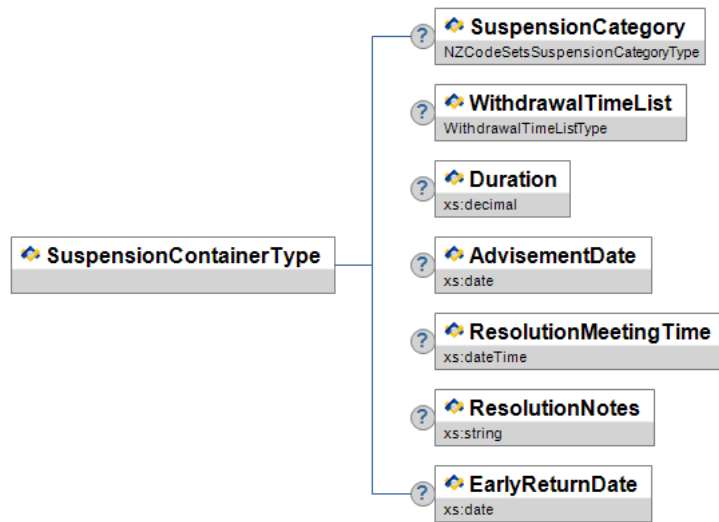 ?
SuspensionCategory
NZCodeSetsSuspensionCategoryType
?
WithdrawalTimeList
WithdrawalTimeListType
?
Duration
xs:decimal
SuspensionContainerType
?
AdvisementDate
xs:date
?
ResolutionMeetingTime
xs:dateTime
?
ResolutionNotes
xs:string
?
EarlyReturnDate
xs:date